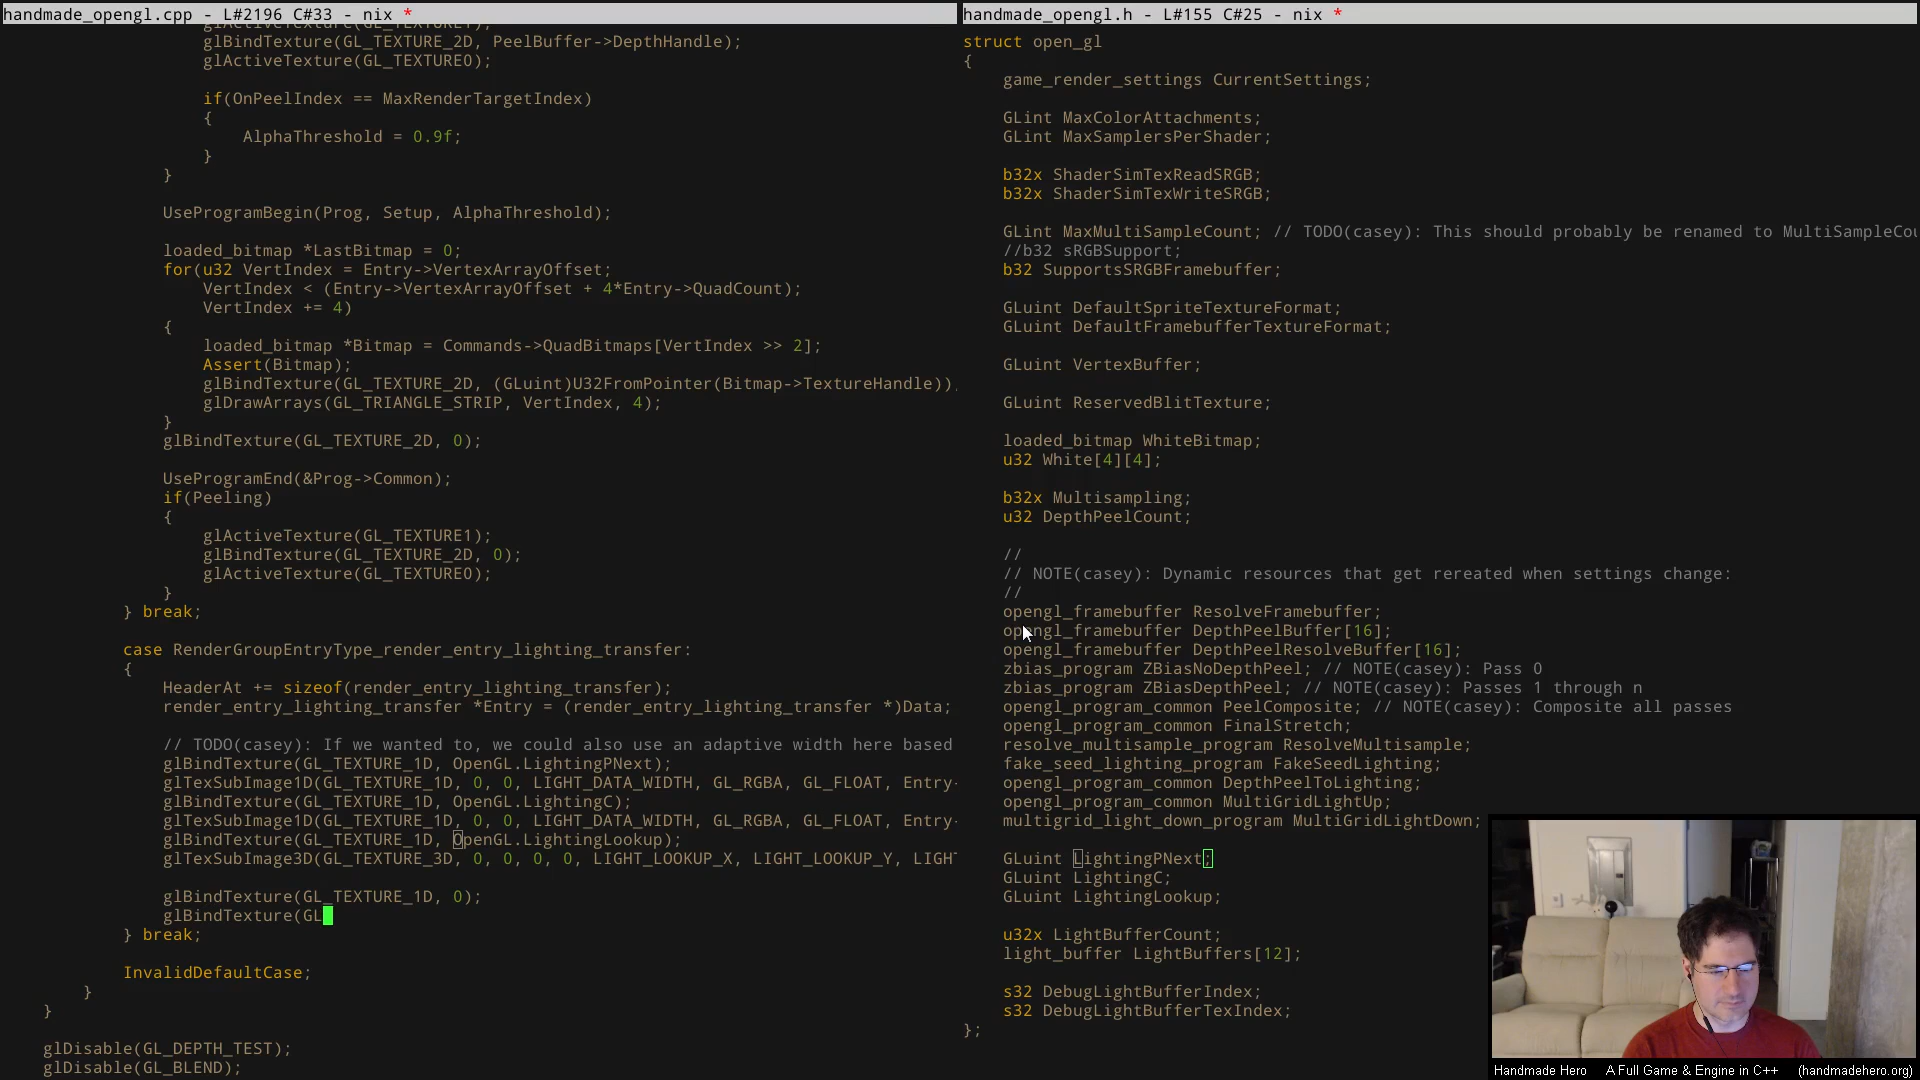 handmade_opengl.cpp - L#2196 C#33 - nix *
glBindTexture(GL_TEXTURE_2D, PeelBuffer->DepthHandle);
glActiveTexture(GL_TEXTURE0);
if(OnPeelIndex == MaxRenderTargetIndex)
{
AlphaThreshold = 0.9f;
}
}
UseProgramBegin(Prog, Setup, AlphaThreshold);
loaded_bitmap *LastBitmap = 0;
for(u32 VertIndex = Entry->VertexArrayOffset;
VertIndex < (Entry->VertexArrayOffset + 4*Entry->QuadCount);
VertIndex += 4)
{
loaded_bitmap *Bitmap = Commands->QuadBitmaps[VertIndex >> 2];
Assert(Bitmap);
glBindTexture(GL_TEXTURE_2D, (GLuint)U32FromPointer(Bitmap->TextureHandle))
glDrawArrays(GL_TRIANGLE_STRIP, VertIndex, 4);
}
glBindTexture(GL_TEXTURE_2D, 0);
UseProgramEnd(&Prog->Common);
if(Peeling)
{
glActiveTexture(GL_TEXTURE1);
glBindTexture(GL_TEXTURE_2D, 0);
glActiveTexture(GL_TEXTURE0);
}
} break;
case RenderGroupEntryType_render_entry_lighting_transfer:
{
HeaderAt += sizeof(render_entry_lighting_transfer);
render_entry_lighting_transfer *Entry = (render_entry_lighting_transfer *)Data;
// TODO(casey): If we wanted to, we could also use an adaptive width here based
glBindTexture(GL_TEXTURE_1D, OpenGL.LightingPNext);
glTexSubImage1D(GL_TEXTURE_1D, 0, 0, LIGHT_DATA_WIDTH, GL_RGBA, GL_FLOAT, Entry-
glBindTexture(GL_TEXTURE_1D, OpenGL.LightingC);
glTexSubImage1D(GL_TEXTURE_1D, 0, 0, LIGHT_DATA_WIDTH, GL_RGBA, GL_FLOAT, Entry-
glBindTexture(GL_TEXTURE_1D, OpenGL.LightingLookup);
glTexSubImage3D(GL_TEXTURE_3D, 0, 0, 0, 0, LIGHT_LOOKUP_X, LIGHT_LOOKUP_Y, LIGHT
glBindTexture(GL_TEXTURE_1D, 0);
glBindTexture(GL
} break;
InvalidDefaultCase;
}
}
glDisable(GL_DEPTH_TEST);
glDisable(GL_BLEND);
handmade_opengl.h - L#155 C#25 - nix *
struct open_gl
{
game_render_settings CurrentSettings;
GLint MaxColorAttachments;
GLint MaxSamplersPerShader;
b32x ShaderSimTexReadSRGB;
b32x ShaderSimTexWriteSRGB;
GLint MaxMultiSampleCount; // TODO(casey): This should probably be renamed to MultiSampleCou
//b32 sRGBSupport;
b32 SupportsSRGBFramebuffer;
GLuint DefaultSpriteTextureFormat;
GLuint DefaultFramebufferTextureFormat;
GLuint VertexBuffer;
GLuint ReservedBlitTexture;
loaded_bitmap WhiteBitmap;
u32 White[4][4];
b32x Multisampling;
u32 DepthPeelCount;
//
// NOTE(casey): Dynamic resources that get rereated when settings change:
//
opengl_framebuffer ResolveFramebuffer;
opengl_framebuffer DepthPeelBuffer[16];
opengl_framebuffer DepthPeelResolveBuffer[16];
zbias_program ZBiasNoDepthPeel; // NOTE(casey): Pass 0
zbias_program ZBiasDepthPeel; // NOTE(casey): Passes 1 through n
opengl_program_common PeelComposite; // NOTE(casey): Composite all passes
opengl_program_common FinalStretch;
resolve_multisample_program ResolveMultisample;
fake_seed_lighting_program FakeSeedLighting;
opengl_program_common DepthPeelToLighting;
opengl_program_common MultiGridLightUp;
multigrid_light_down_program MultiGridLightDown;
GLuint LightingPNext;
GLuint LightingC;
GLuint LightingLookup;
u32x LightBufferCount;
light_buffer LightBuffers[12];
s32 DebugLightBufferIndex;
s32 DebugLightBufferTexIndex;
};
Handmade Hero A Full Game & Engine in C++ (handmadehero.org)